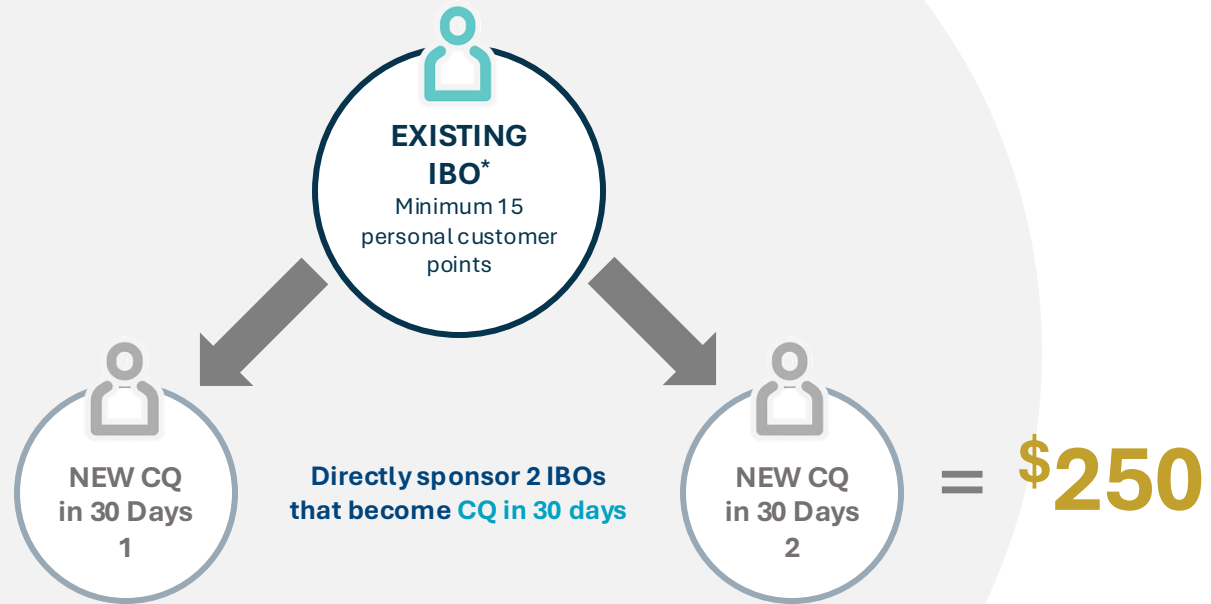 EXISTING
IBO*
Minimum 15
personal customer
points
NEW CQ
in 30 Days
1
Directly sponsor 2 IBOs
that become CQ in 30 days
NEW CQ
in 30 Days
2
= $250